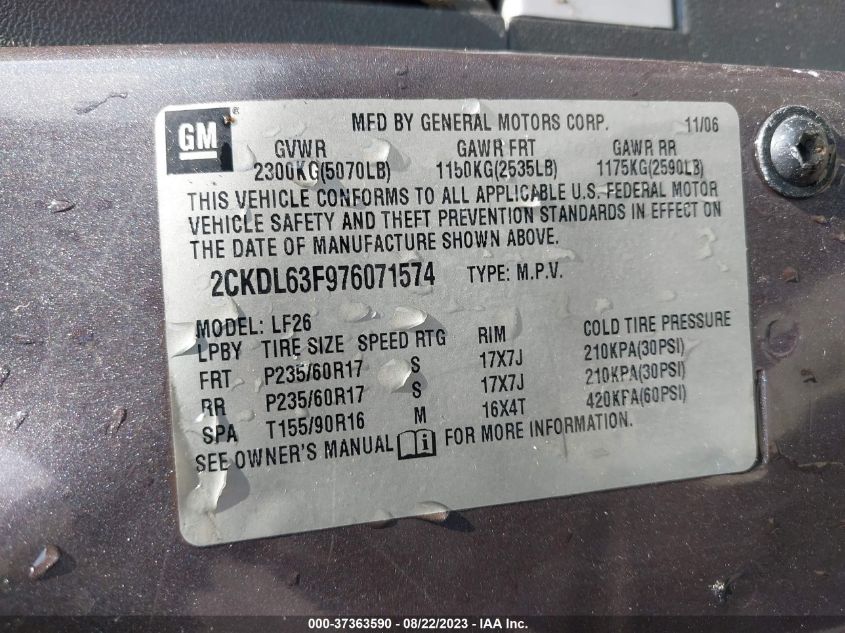 GM ®
MFD BY GENERAL MOTORS CORP. 11/06
GVWR GAWR FRT GAWR RR
2300KG(5070LB) 1150KG(2535LB) 1175KG(2590LB)
THIS VEHICLE CONFORMS TO ALL APPLICABLE U.S. FEDERAL MOTOR
VEHICLE SAFETY AND THEFT PREVENTION STANDARDS IN EFFECT ON
THE DATE OF MANUFACTURE SHOWN ABOVE.
2CKDL63F976071574 TYPE: M.P.V.
MODEL: LF26
LPBY TIRE SIZE SPEED RTG RIM COLD TIRE PRESSURE
FRT P235/60R17 S 17X7J 210KPA(30PSI)
RR P235/60R17 S 17X7J 210KPA(30PSI)
SPA T155/90R16 M 16X4T 420KPA(60PSI)
SEE OWNER'S MANUAL i FOR MORE INFORMATION.
000-37363590 - 08/22/2023 - IAAI.com